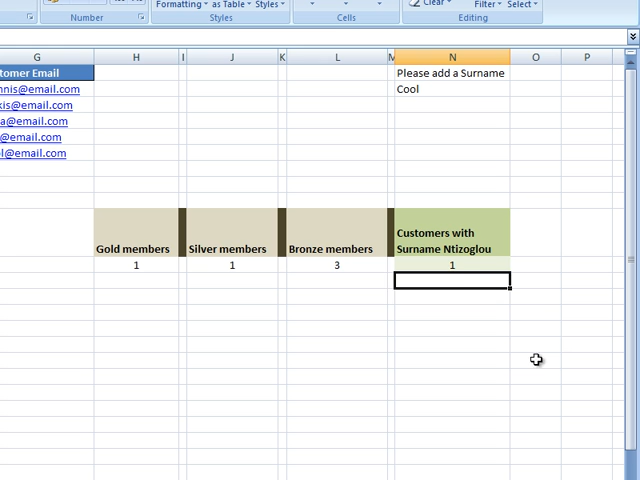 Formatting as Table Styles
Clear
Filter Select
Number
Styles
Cells
Editing
G H I J K L M N O P
tomer Email
Please add a Surname
nnis@email.com
Cool
kis@email.com
a@email.com
@email.com
l@email.com
Gold members
Silver members
Bronze members
Customers with
Surname Ntizoglou
1 1 3 1